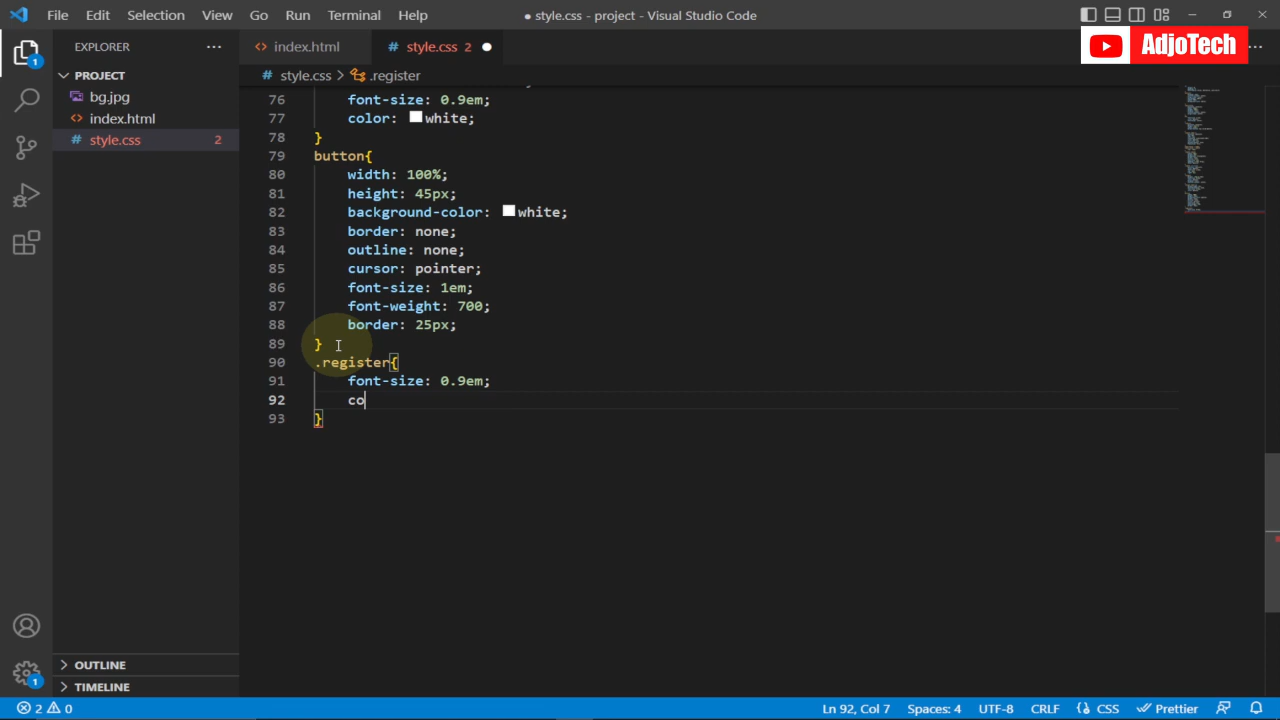 File Edit Selection View Go Run Terminal Help
● style.css - project - Visual Studio Code
AdjoTech
EXPLORER
PROJECT
bg.jpg
index.html
style.css 2
OUTLINE
TIMELINE
1
1
index.html
# style.css 2
# style.css > .register
76 font-size: 0.9em;
77 color: white;
78 }
79 button{
80 width: 100%;
81 height: 45px;
82 background-color: white;
83 border: none;
84 outline: none;
85 cursor: pointer;
86 font-size: 1em;
87 font-weight: 700;
88 border: 25px;
89 }
90 .register{
91 font-size: 0.9em;
92 co
93 }
2 0
Ln 92, Col 7 Spaces: 4 UTF-8 CRLF {} CSS Prettier